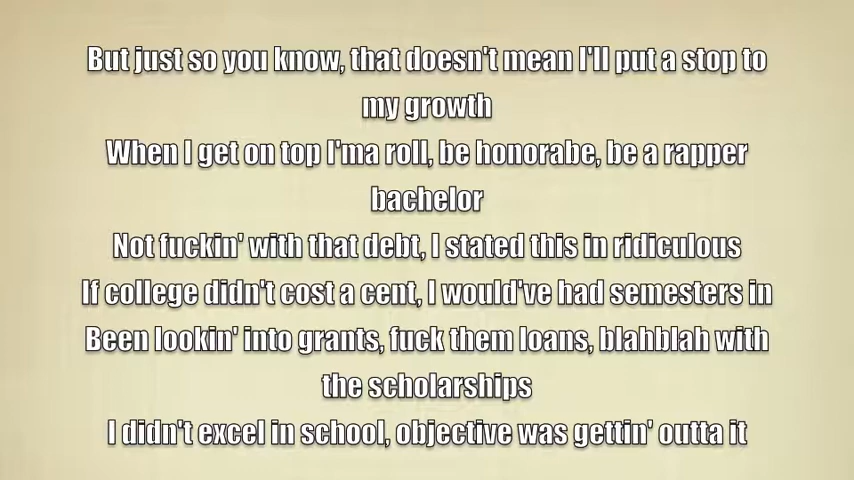 But just so you know, that doesn't mean I'll put a stop to
my growth
When I get on top I'ma roll, be honorabe, be a rapper
bachelor
Not fuckin' with that debt, I stated this in ridiculous
If college didn't cost a cent, I would've had semesters in
Been lookin' into grants, fuck them loans, blahblah with
the scholarships
I didn't excel in school, objective was gettin' outta it